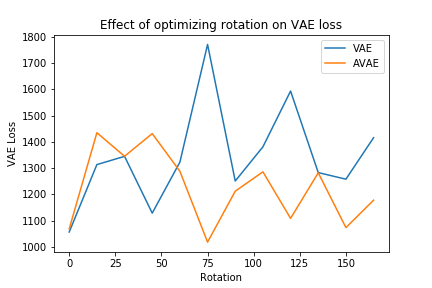 Effect of optimizing rotation on VAE loss
VAE
AVAE
VAE Loss
1800
1700
1600
1500
1400
1300
1200
1100
1000
0 25 50 75 100 125 150
Rotation